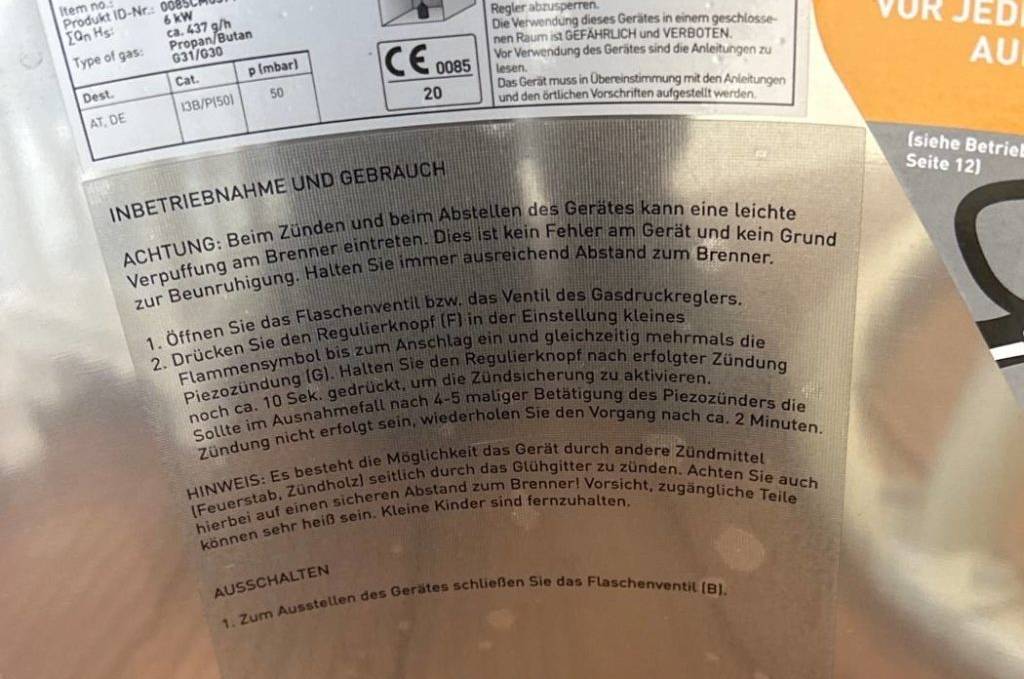 Item no.:
Produkt ID-Nr.:
ΣQn Hs: 6 kW
ca. 437 g/h
Type of gas: Propan/Butan
G31/G30
Dest. Cat. p (mbar)
AT, DE I3B/P(50) 50
CE 0085
20
Regler abzusperren.
Die Verwendung dieses Gerätes in einem geschlosse-
nen Raum ist GEFÄHRLICH und VERBOTEN.
Vor Verwendung des Gerätes sind die Anleitungen zu
lesen.
Das Gerät muss in Übereinstimmung mit den Anleitungen
und den örtlichen Vorschriften aufgestellt werden.
VOR
(siehe
Seite 12)
INBETRIEBNAHME UND GEBRAUCH
ACHTUNG: Beim Zünden und beim Abstellen des Gerätes kann eine leichte
Verpuffung am Brenner eintreten. Dies ist kein Fehler am Gerät und kein Grund
zur Beunruhigung. Halten Sie immer ausreichend Abstand zum Brenner.
1. Öffnen Sie das Flaschenventil bzw. das Ventil des Gasdruckreglers.
2. Drücken Sie den Regulierknopf (F) in der Einstellung kleines
Flammensymbol bis zum Anschlag ein und gleichzeitig mehrmals die
Piezozündung (G). Halten Sie den Regulierknopf nach erfolgter Zündung
noch ca. 10 Sek. gedrückt, um die Zündsicherung zu aktivieren.
Sollte im Ausnahmefall nach 4-5 maliger Betätigung des Piezozünders die
Zündung nicht erfolgt sein, wiederholen Sie den Vorgang nach ca. 2 Minuten.
HINWEIS: Es besteht die Möglichkeit das Gerät durch andere Zündmittel
(Feuerstab, Zündholz) seitlich durch das Glühgitter zu zünden. Achten Sie auch
hierbei auf einen sicheren Abstand zum Brenner! Vorsicht, zugängliche Teile
können sehr heiß sein. Kleine Kinder sind fernzuhalten.
AUSSCHALTEN
1. Zum Ausstellen des Gerätes schließen Sie das Flaschenventil (B).